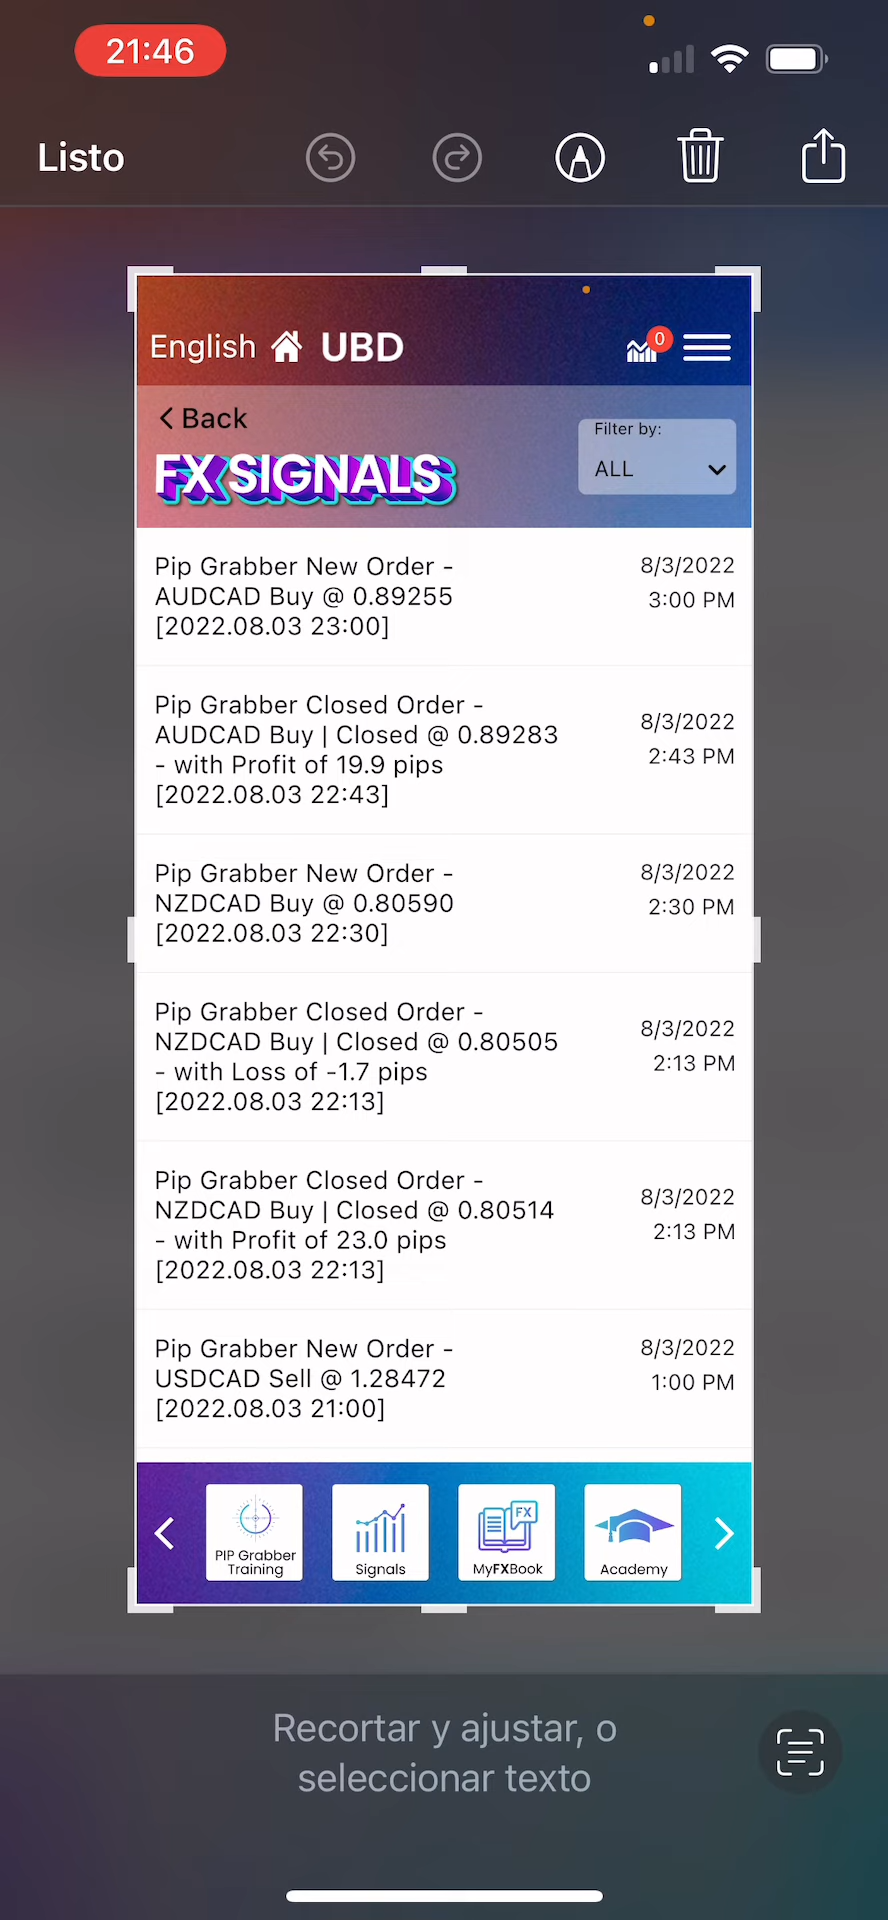 21:46
Listo
English UBD 0
Back
Filter by:
FX SIGNALS
ALL
Pip Grabber New Order -
AUDCAD Buy @ 0.89255
[2022.08.03 23:00]
8/3/2022
3:00 PM
Pip Grabber Closed Order -
AUDCAD Buy | Closed @ 0.89283
- with Profit of 19.9 pips
[2022.08.03 22:43]
8/3/2022
2:43 PM
Pip Grabber New Order -
NZDCAD Buy @ 0.80590
[2022.08.03 22:30]
8/3/2022
2:30 PM
Pip Grabber Closed Order -
NZDCAD Buy | Closed @ 0.80505
- with Loss of -1.7 pips
[2022.08.03 22:13]
8/3/2022
2:13 PM
Pip Grabber Closed Order -
NZDCAD Buy | Closed @ 0.80514
- with Profit of 23.0 pips
[2022.08.03 22:13]
8/3/2022
2:13 PM
Pip Grabber New Order -
USDCAD Sell @ 1.28472
[2022.08.03 21:00]
8/3/2022
1:00 PM
PIP Grabber
Training
Signals
FX
MyFXBook
Academy
Recortar y ajustar, o
seleccionar texto